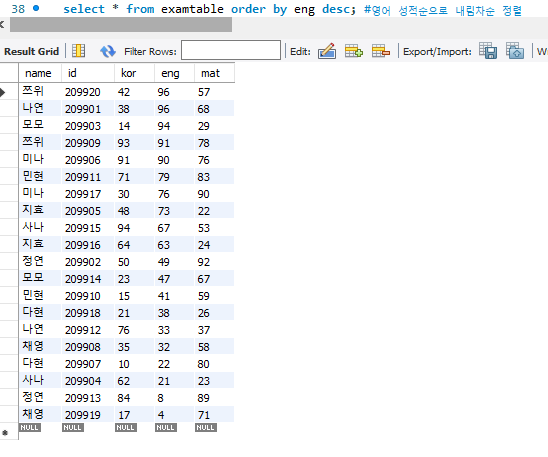 38 select * from examtable order by eng desc; #영어 성적순으로 내림차순 정렬
Result Grid Filter Rows: Edit: Export/Import:
name id kor eng mat
쯔위 209920 42 96 57
나연 209901 38 96 68
모모 209903 14 94 29
쯔위 209909 93 91 78
미나 209906 91 90 76
민현 209911 71 79 83
미나 209917 30 76 90
지효 209905 48 73 22
사나 209915 94 67 53
지효 209916 64 63 24
정연 209902 50 49 92
모모 209914 23 47 67
민현 209910 15 41 59
다현 209918 21 38 26
나연 209912 76 33 37
채영 209908 35 32 58
다현 209907 10 22 80
사나 209904 62 21 23
정연 209913 84 8 89
채영 209919 17 4 71
NULL NULL NULL NULL NULL